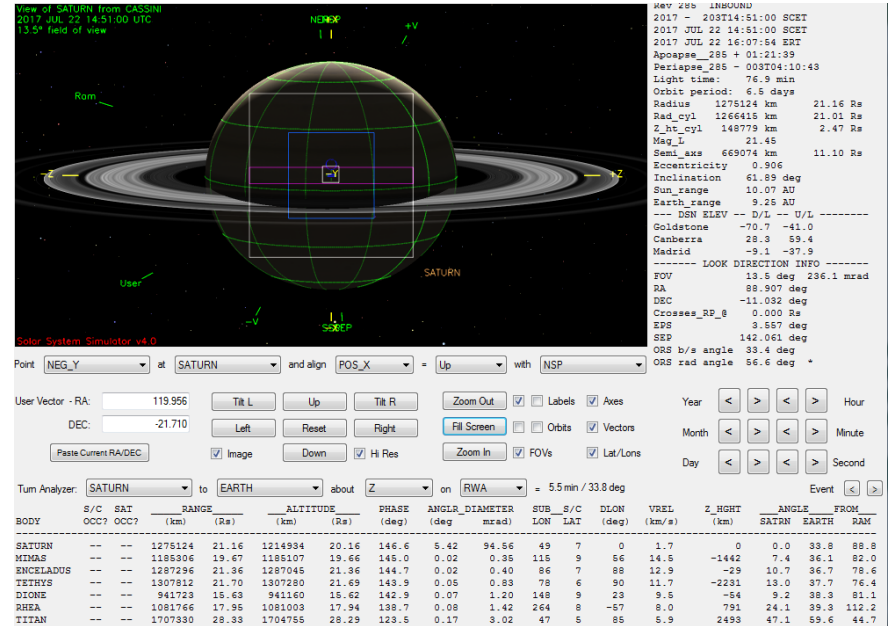 View of SATURN from CASSINI
2017 JUL 22 14:51:00 UTC
13.5° field of view
+V
Ram
-Z
-Y
+Z
SATURN
User
-V
Solar System Simulator v4.0
Rev 285 INBOUND
2017 - 203T14:51:00 SCET
2017 JUL 22 14:51:00 SCET
2017 JUL 22 16:07:54 ERT
Apoapse_285 + 01:21:39
Periapse_285 - 003T04:10:43
Light time: 76.9 min
Orbit period: 6.5 days
Radius 1275124 km 21.16 Rs
Rad_cyl 1266415 km 21.01 Rs
Z_ht_cyl 148779 km 2.47 Rs
Mag_L 21.45
Semi_axs 669074 km 11.10 Rs
Eccentricity 0.906
Inclination 61.89 deg
Sun_range 10.07 AU
Earth_range 9.25 AU
--- DSN ELEV -- D/L -- U/L --------
Goldstone -70.7 -41.0
Canberra 28.3 59.4
Madrid -9.1 -37.9
------- LOOK DIRECTION INFO -------
FOV 13.5 deg 236.1 mrad
RA 88.907 deg
DEC -11.032 deg
Crosses_RP_@ 0.000 Rs
EPS 3.557 deg
SEP 142.061 deg
ORS b/s angle 33.4 deg
ORS rad angle 56.6 deg *
Point NEG_Y at SATURN and align POS_X = Up with NSP
User Vector - RA: 119.956 Tilt L Up Tilt R Zoom Out Labels Axes Year < > < > Hour
DEC: -21.710 Left Reset Right Fill Screen Orbits Vectors Month < > < > Minute
Paste Current RA/DEC Image Down Hi Res Zoom In FOVs Lat/Lons Day < > < > Second
Turn Analyzer: SATURN to EARTH about Z on RWA = 5.5 min / 33.8 deg Event < >
S/C SAT RANGE ALTITUDE PHASE ANGLR_DIAMETER SUB_S/C DLON VREL Z_HGHT ANGLE FROM
BODY OCC? OCC? (km) (Rs) (km) (Rs) (deg) (deg mrad) LON LAT (deg) (km/s) (km) SATRN EARTH RAM
SATURN -- -- 1275124 21.16 1214934 20.16 146.6 5.42 94.56 49 7 0 1.7 0 0.0 33.8 88.8
MIMAS -- -- 1185306 19.67 1185107 19.66 145.0 0.02 0.35 115 9 56 14.5 -1442 7.4 36.1 82.0
ENCELADUS -- -- 1287296 21.36 1287045 21.36 144.7 0.02 0.40 86 7 88 12.9 -29 10.7 36.7 78.6
TETHYS -- -- 1307812 21.70 1307280 21.69 143.9 0.05 0.83 78 6 90 11.7 -2231 13.0 37.7 76.4
DIONE -- -- 941723 15.63 941160 15.62 142.9 0.07 1.20 148 9 23 9.5 -54 9.2 38.3 81.1
RHEA -- -- 1081766 17.95 1081003 17.94 138.7 0.08 1.42 264 8 -57 8.0 791 24.1 39.3 112.2
TITAN -- -- 1707330 28.33 1704755 28.29 123.5 0.17 3.02 47 5 85 5.9 2493 47.1 59.6 44.7